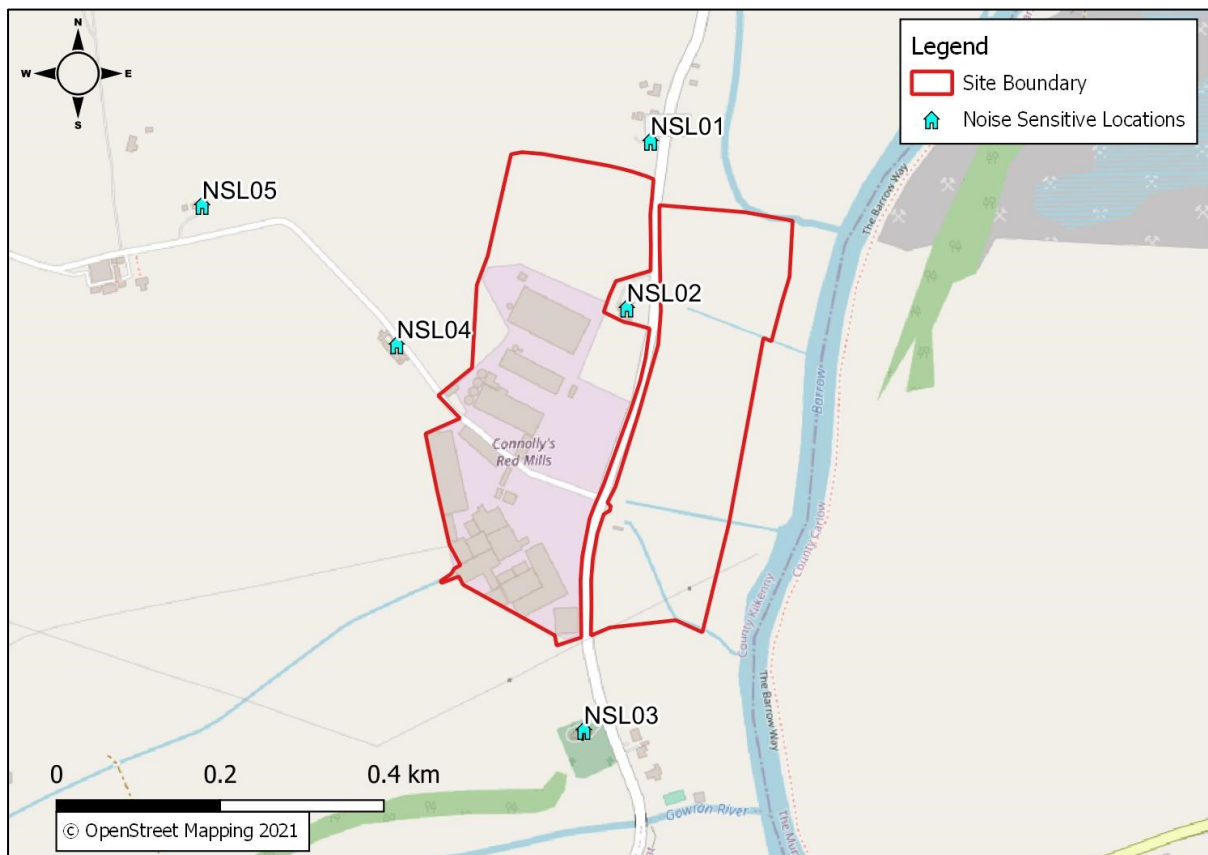 N
W E
S
Legend
Site Boundary
Noise Sensitive Locations
NSL01
NSL05
NSL02
NSL04
The Barrow Way
Barrow
Connolly's
Red Mills
County Carlow
County Kilkenny
The Barrow Way
NSL03
Gowran River
0 0.2 0.4 km
© OpenStreet Mapping 2021